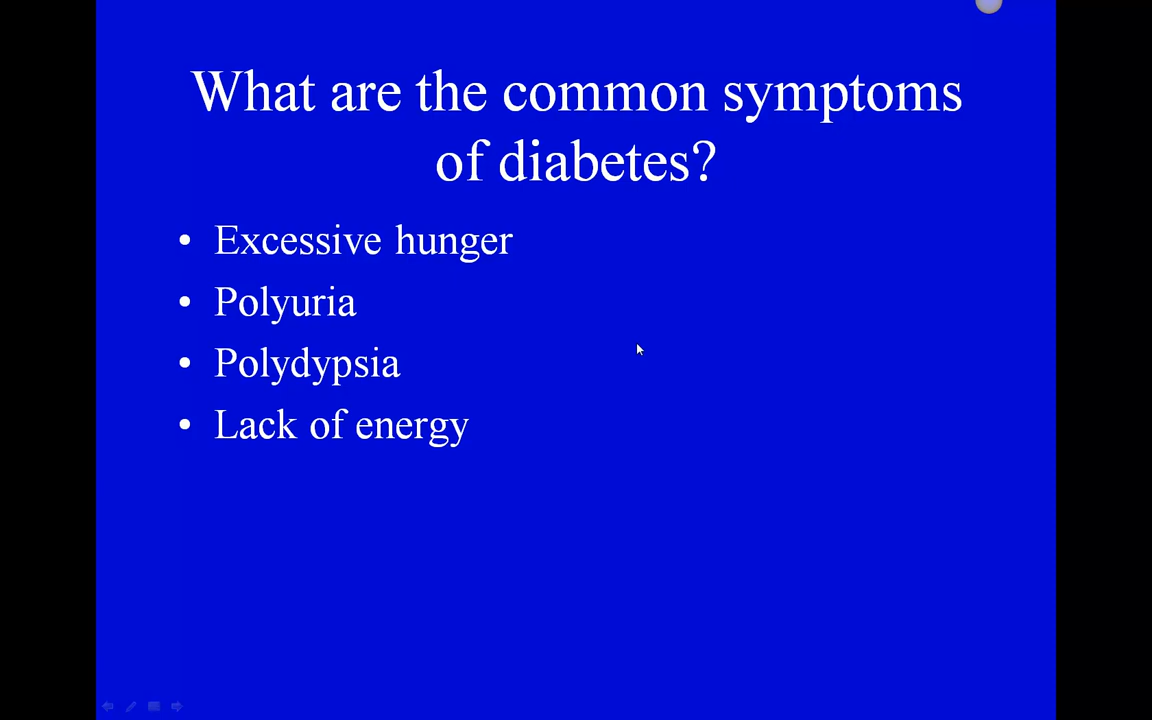 What are the common symptoms
of diabetes?
• Excessive hunger
• Polyuria
• Polydypsia
• Lack of energy